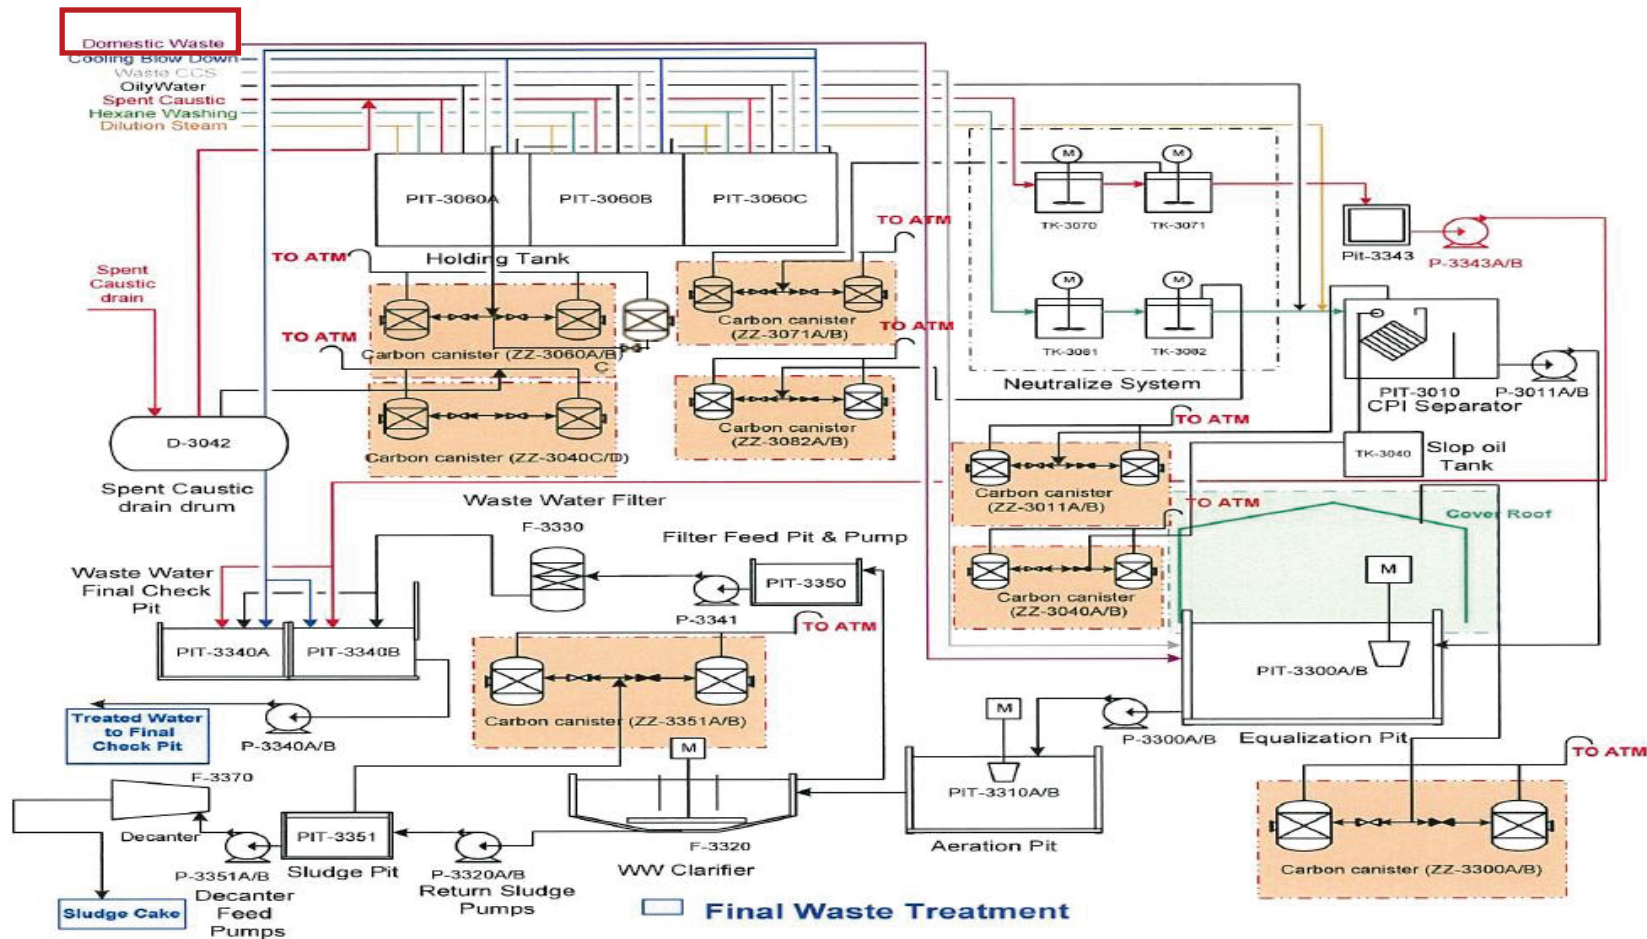 Domestic Waste
Cooling Blow Down
Waste CCS
OilyWater
Spent Caustic
Hexane Washing
Dilution Steam
PIT-3060A
PIT-3060B
PIT-3060C
Holding Tank
TO ATM
TO ATM
TO ATM
TO ATM
Carbon canister (ZZ-3060A/B)
C
Carbon canister (ZZ-3040C/D)
Carbon canister
(ZZ-3071A/B)
Carbon canister
(ZZ-3082A/B)
M
M
TK-3070
TK-3071
M
M
TK-3081
TK-3082
Neutralize System
Pit-3343
P-3343A/B
PIT-3010
CPI Separator
P-3011A/B
TK-3040
Slop oil
Tank
Spent
Caustic
drain
D-3042
Spent Caustic
drain drum
TO ATM
Carbon canister
(ZZ-3011A/B)
TO ATM
Carbon canister
(ZZ-3040A/B)
Cover Roof
M
PIT-3300A/B
Equalization Pit
P-3300A/B
Waste Water Filter
F-3330
Filter Feed Pit & Pump
PIT-3350
P-3341
Waste Water
Final Check
Pit
PIT-3340A
PIT-3340B
P-3340A/B
Treated Water
to Final
Check Pit
TO ATM
Carbon canister (ZZ-3351A/B)
M
F-3320
WW Clarifier
M
PIT-3310A/B
Aeration Pit
TO ATM
Carbon canister (ZZ-3300A/B)
F-3370
Decanter
P-3351A/B
Decanter
Feed
Pumps
PIT-3351
Sludge Pit
P-3320A/B
Return Sludge
Pumps
Sludge Cake
Final Waste Treatment